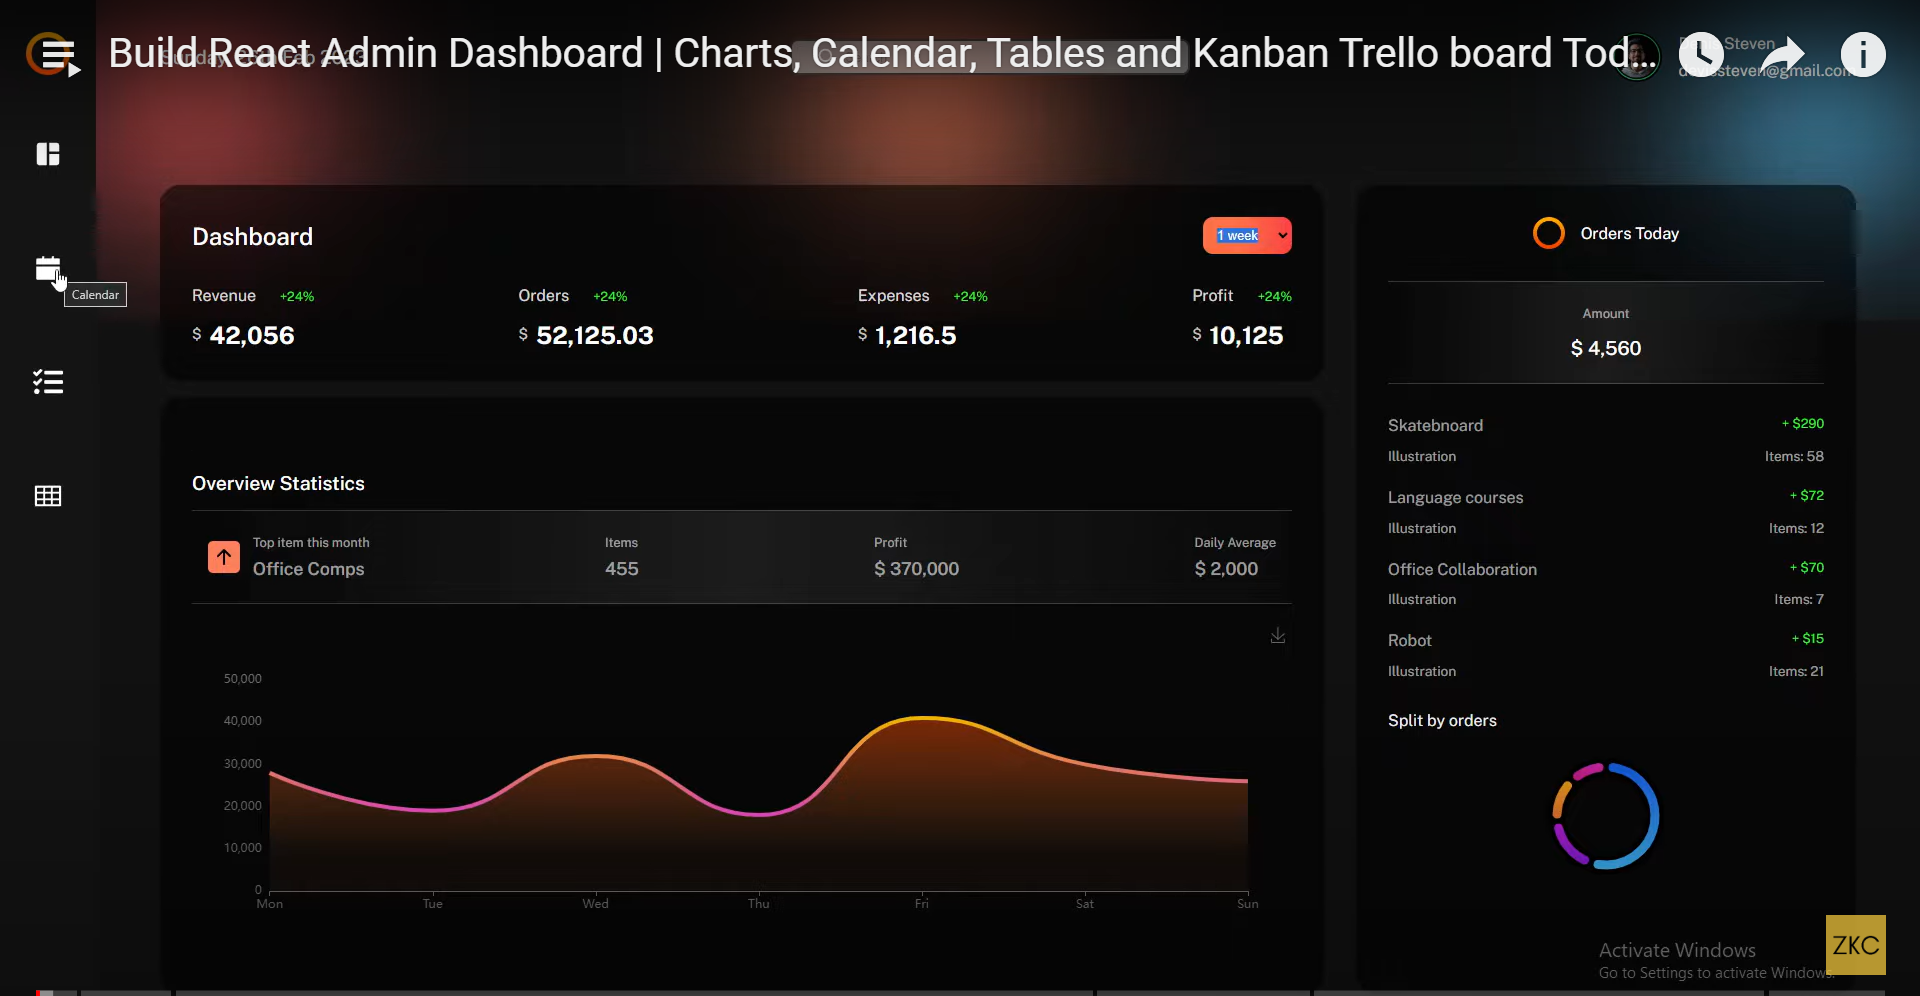 Build React Admin Dashboard | Charts, Calendar, Tables and Kanban Trello board Tod...
Steven
steven@gmail.com
Calendar
Dashboard
1 week
Revenue +24%
$ 42,056
Orders +24%
$ 52,125.03
Expenses +24%
$ 1,216.5
Profit +24%
$ 10,125
Overview Statistics
Top item this month
Office Comps
Items
455
Profit
$ 370,000
Daily Average
$ 2,000
50,000
40,000
30,000
20,000
10,000
0
Mon Tue Wed Thu Fri Sat Sun
Orders Today
Amount
$ 4,560
Skatebnoard + $290
Illustration Items: 58
Language courses + $72
Illustration Items: 12
Office Collaboration + $70
Illustration Items: 7
Robot + $15
Illustration Items: 21
Split by orders
Activate Windows
Go to Settings to activate Windows.
ZKC